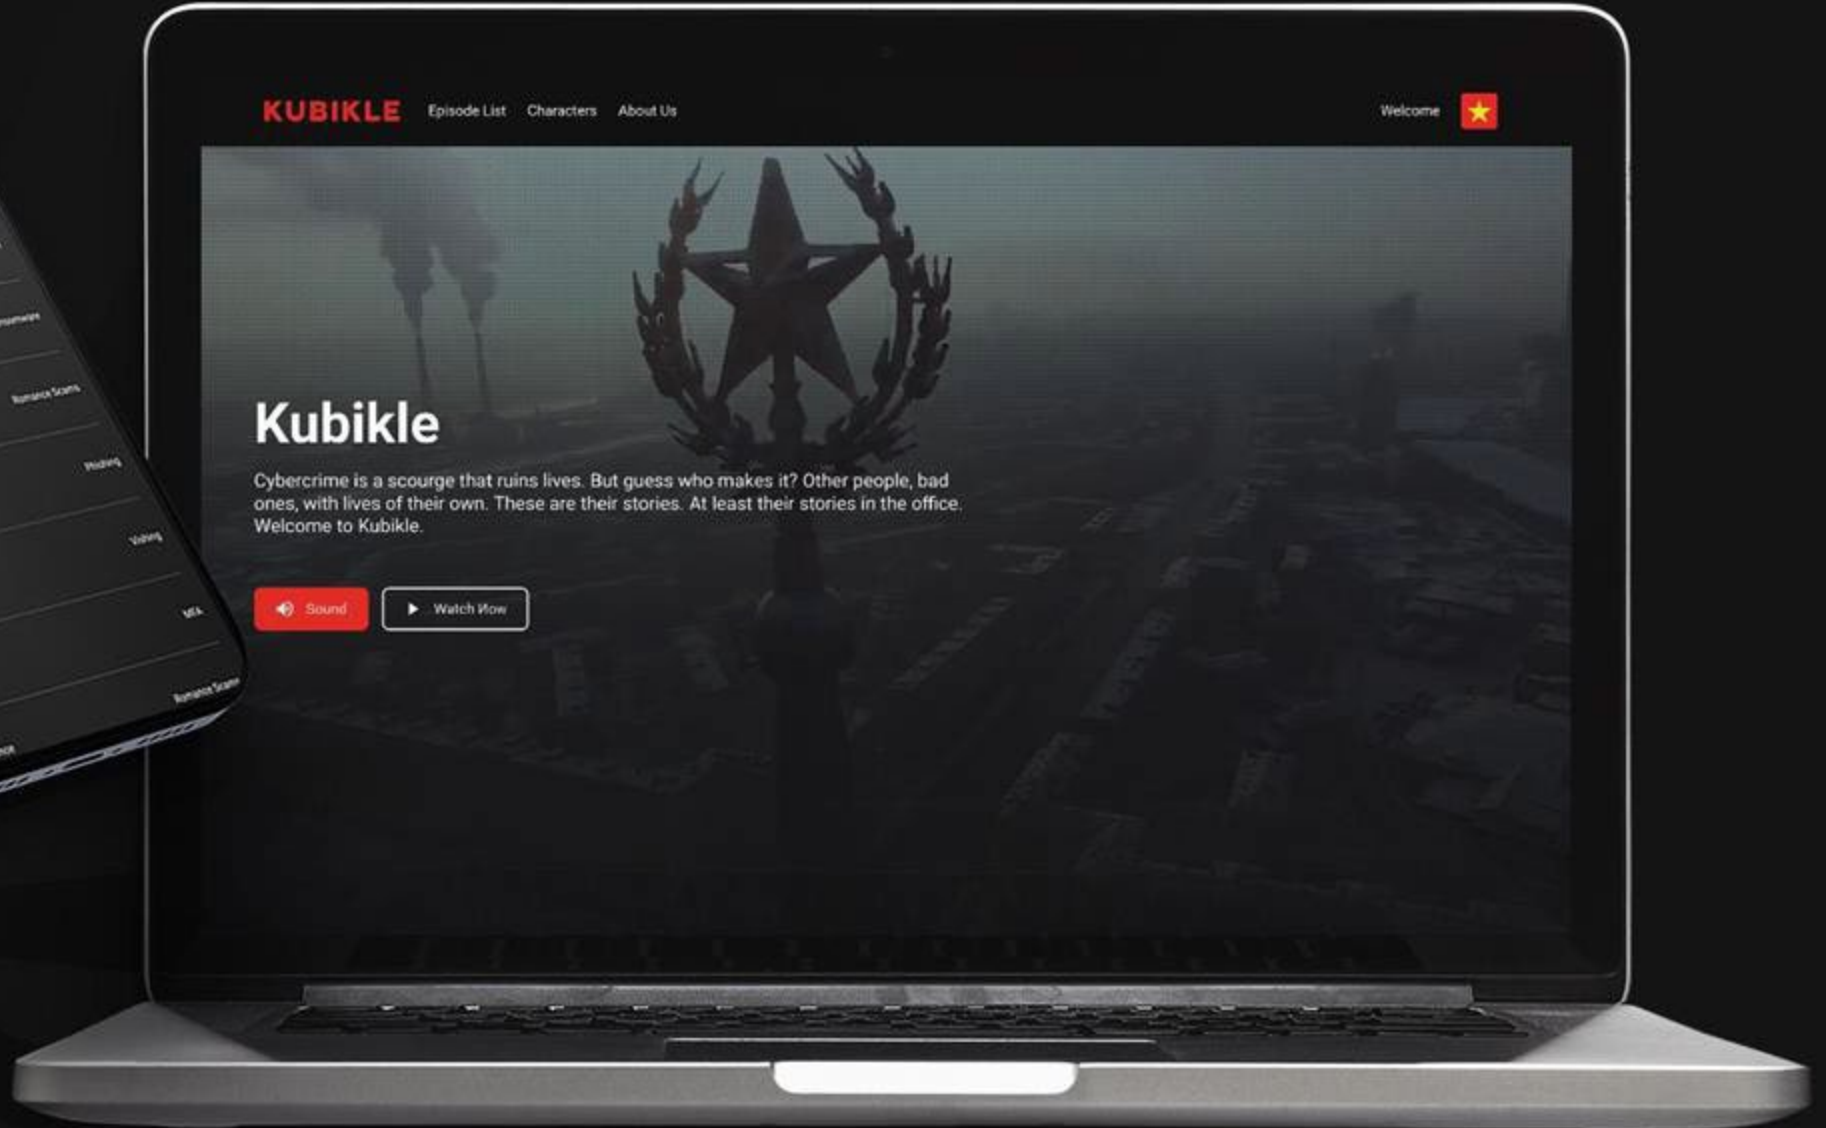 KUBIKLE
Episode List
Characters
About Us
Welcome
Kubikle
Cybercrime is a scourge that ruins lives. But guess who makes it? Other people, bad
ones, with lives of their own. These are their stories. At least their stories in the office.
Welcome to Kubikle.
Sound
Watch Now
Romance Scams
Phishing
Vishing
MFA
Romance Scams